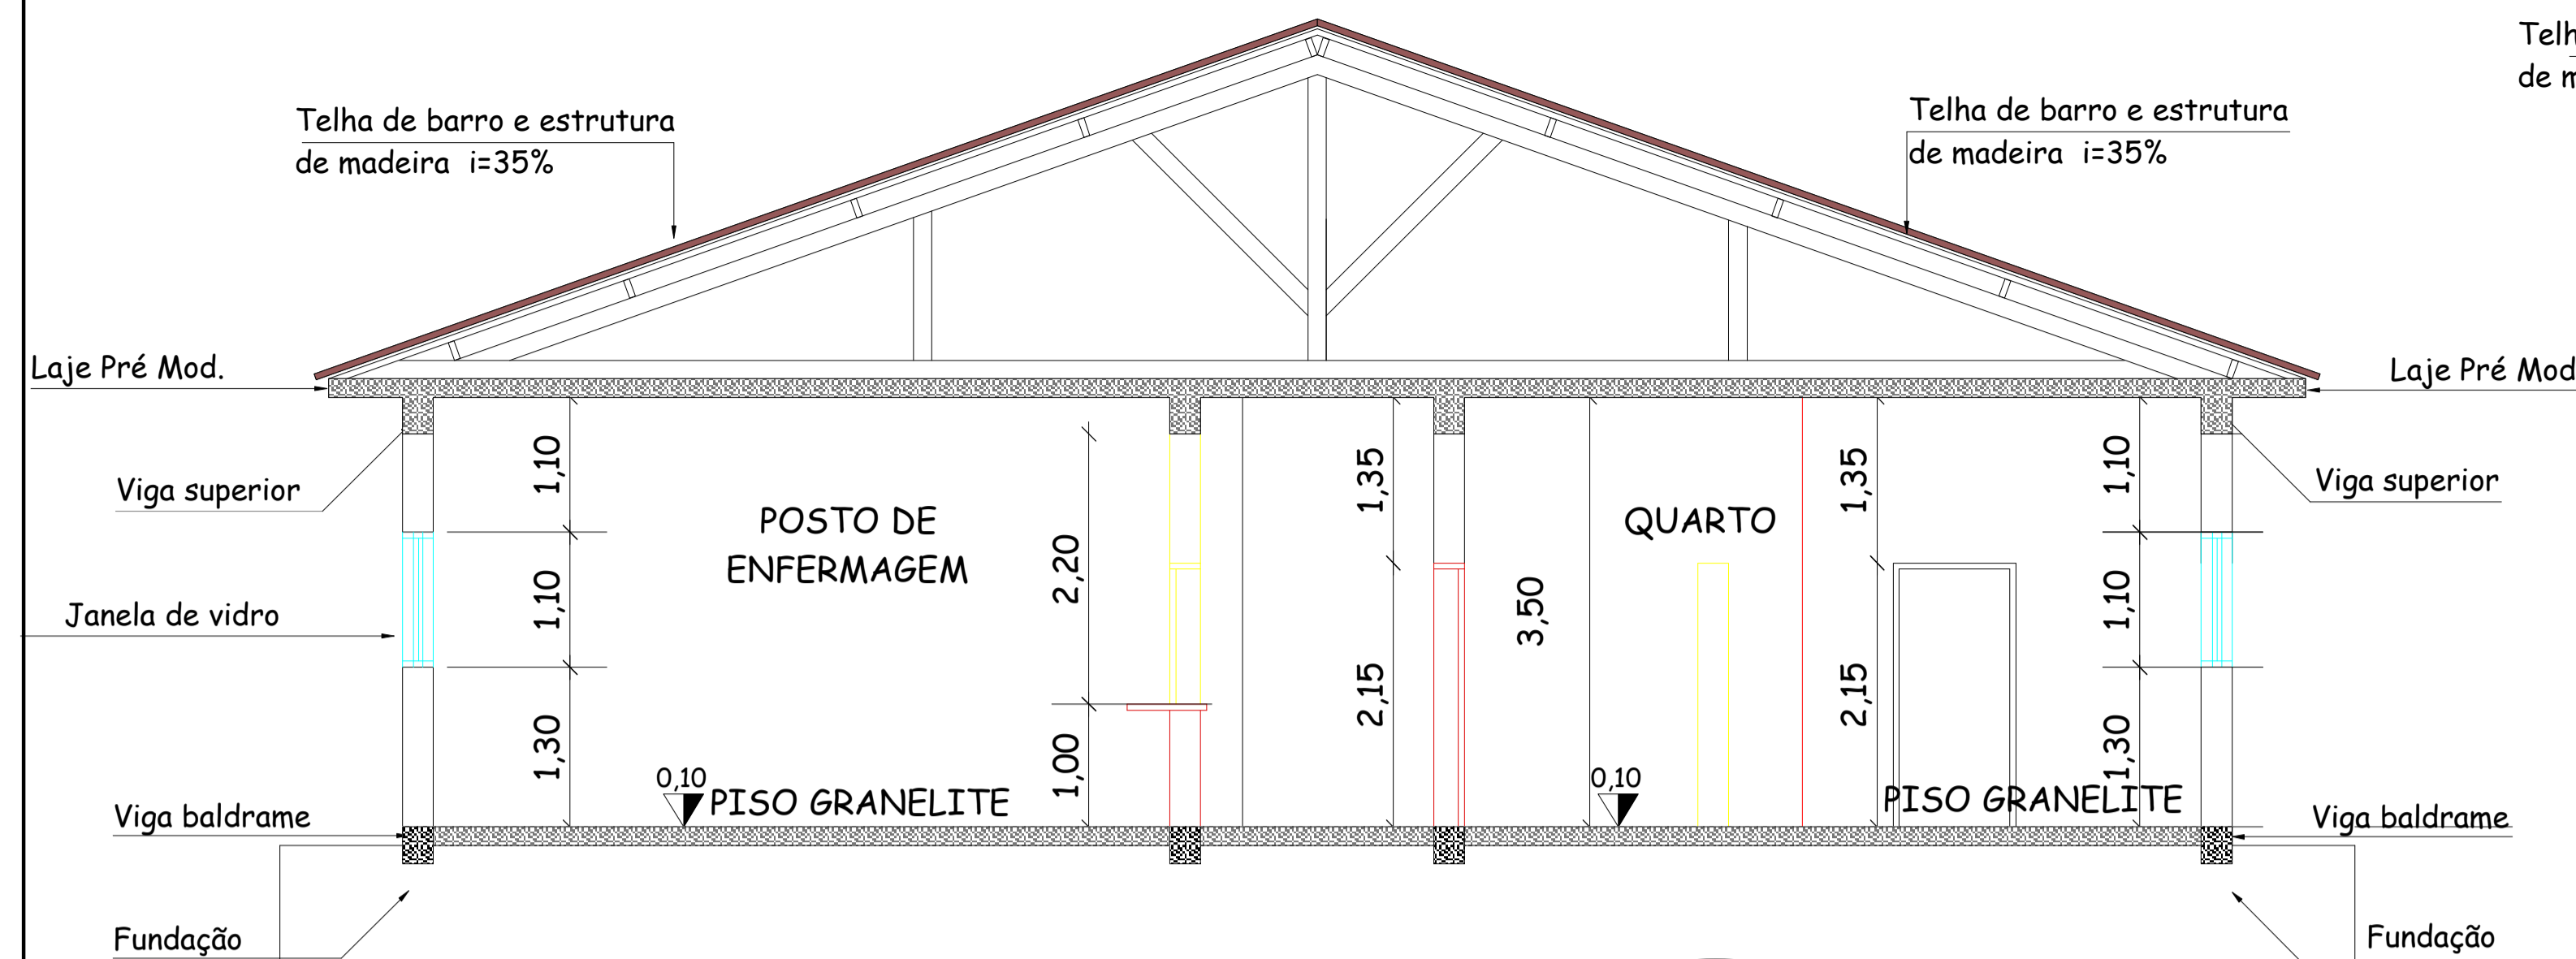 Telh
de m
Telha de barro e estrutura
de madeira i=35%
Telha de barro e estrutura
de madeira i=35%
Laje Pré Mod.
Laje Pré Mod
Viga superior
1,10
POSTO DE
ENFERMAGEM
2,20
1,35
QUARTO
1,35
1,10
Viga superior
Janela de vidro
1,10
3,50
1,10
1,30
1,00
2,15
2,15
1,30
0,10
PISO GRANELITE
0,10
PISO GRANELITE
Viga baldrame
Viga baldrame
Fundação
Fundação